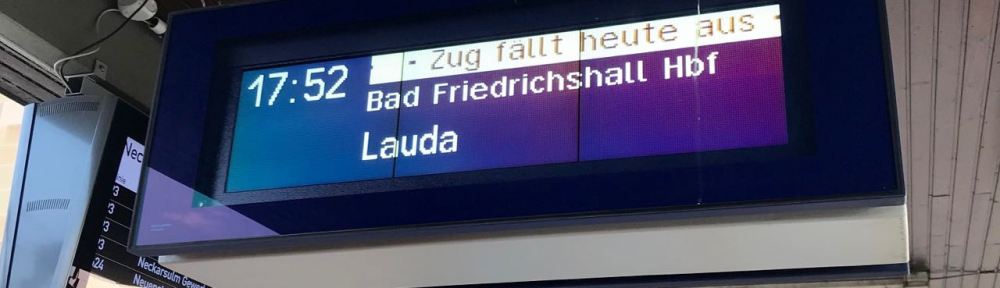 - Zug fällt heute aus -
17:52
Bad Friedrichshall Hbf
Lauda
Neckarsulm